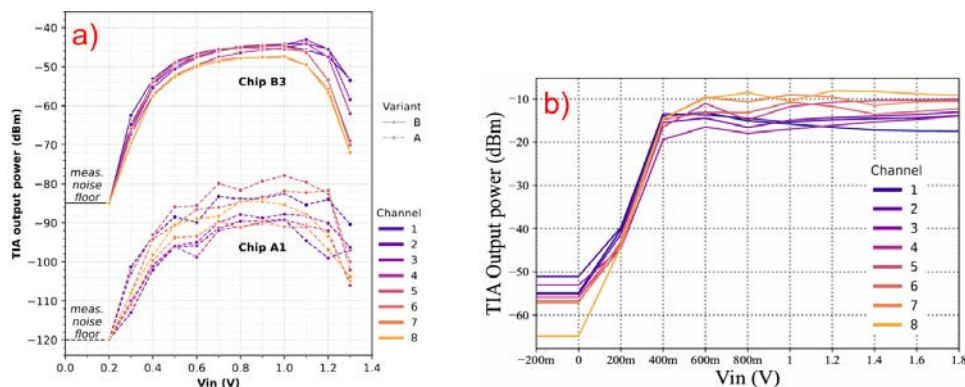 a)
TIA output power (dBm)
−40
−50
−60
−70
−80
−90
−100
−110
−120
Chip B3
meas.
noise
floor
Chip A1
meas.
noise
floor
0.0 0.2 0.4 0.6 0.8 1.0 1.2 1.4
Vin (V)
Variant
B
A
Channel
1
2
3
4
5
6
7
8
b)
TIA Output power (dBm)
−10
−20
−30
−40
−50
−60
Channel
1
2
3
4
5
6
7
8
−200m 0 200m 400m 600m 800m 1 1.2 1.4 1.6 1.8
Vin (V)